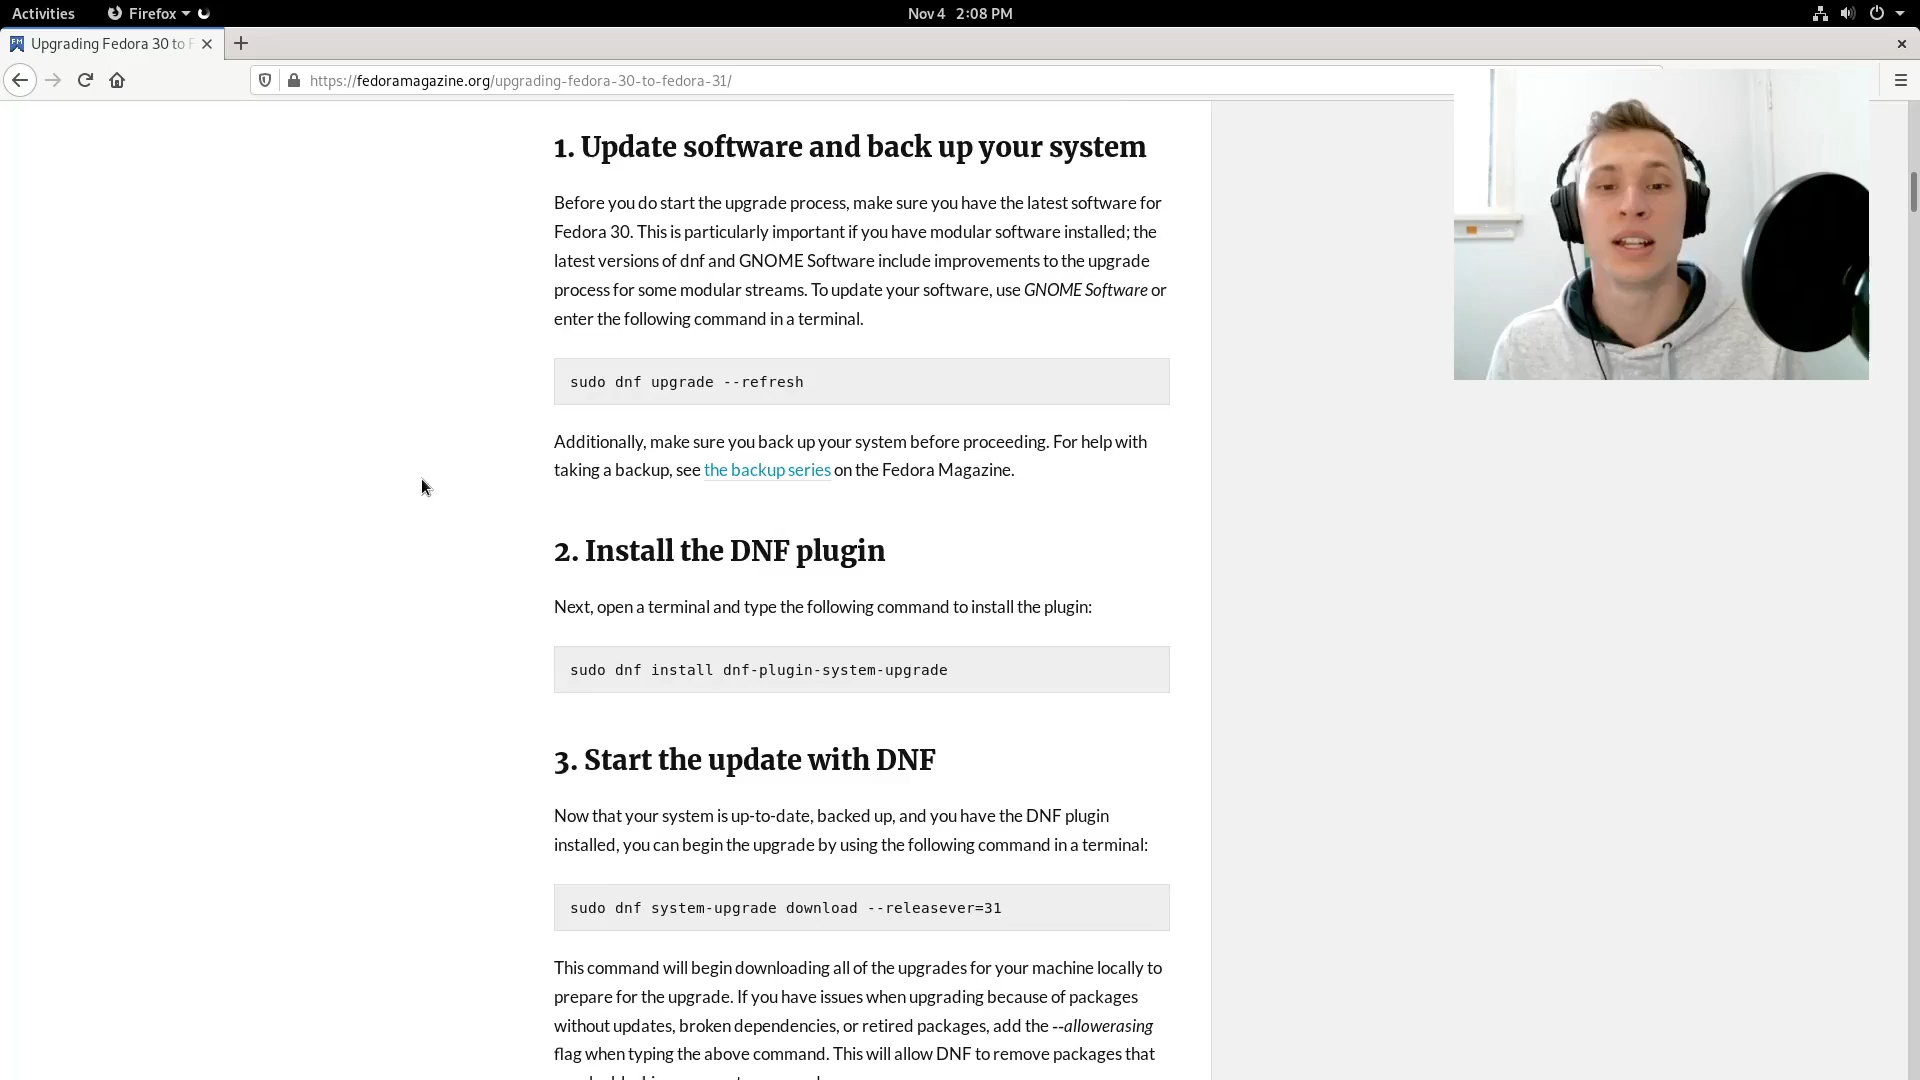 Activities
Firefox
Nov 4 2:08 PM
Upgrading Fedora 30 to F
https://fedoramagazine.org/upgrading-fedora-30-to-fedora-31/
1. Update software and back up your system
Before you do start the upgrade process, make sure you have the latest software for
Fedora 30. This is particularly important if you have modular software installed; the
latest versions of dnf and GNOME Software include improvements to the upgrade
process for some modular streams. To update your software, use GNOME Software or
enter the following command in a terminal.
sudo dnf upgrade --refresh
Additionally, make sure you back up your system before proceeding. For help with
taking a backup, see the backup series on the Fedora Magazine.
2. Install the DNF plugin
Next, open a terminal and type the following command to install the plugin:
sudo dnf install dnf-plugin-system-upgrade
3. Start the update with DNF
Now that your system is up-to-date, backed up, and you have the DNF plugin
installed, you can begin the upgrade by using the following command in a terminal:
sudo dnf system-upgrade download --releasever=31
This command will begin downloading all of the upgrades for your machine locally to
prepare for the upgrade. If you have issues when upgrading because of packages
without updates, broken dependencies, or retired packages, add the --allowerasing
flag when typing the above command. This will allow DNF to remove packages that